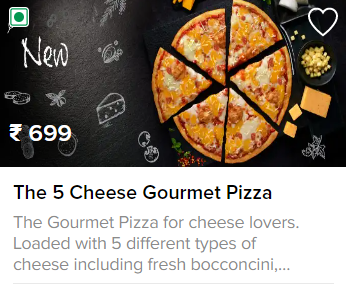 New
₹ 699
The 5 Cheese Gourmet Pizza
The Gourmet Pizza for cheese lovers.
Loaded with 5 different types of
cheese including fresh bocconcini,...